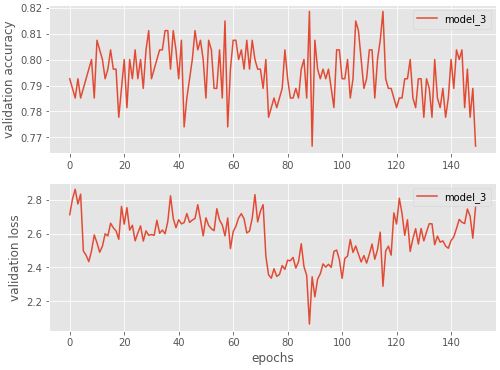 validation accuracy
0.82
0.81
0.80
0.79
0.78
0.77
model_3
0 20 40 60 80 100 120 140
validation loss
2.8
2.6
2.4
2.2
model_3
0 20 40 60 80 100 120 140
epochs